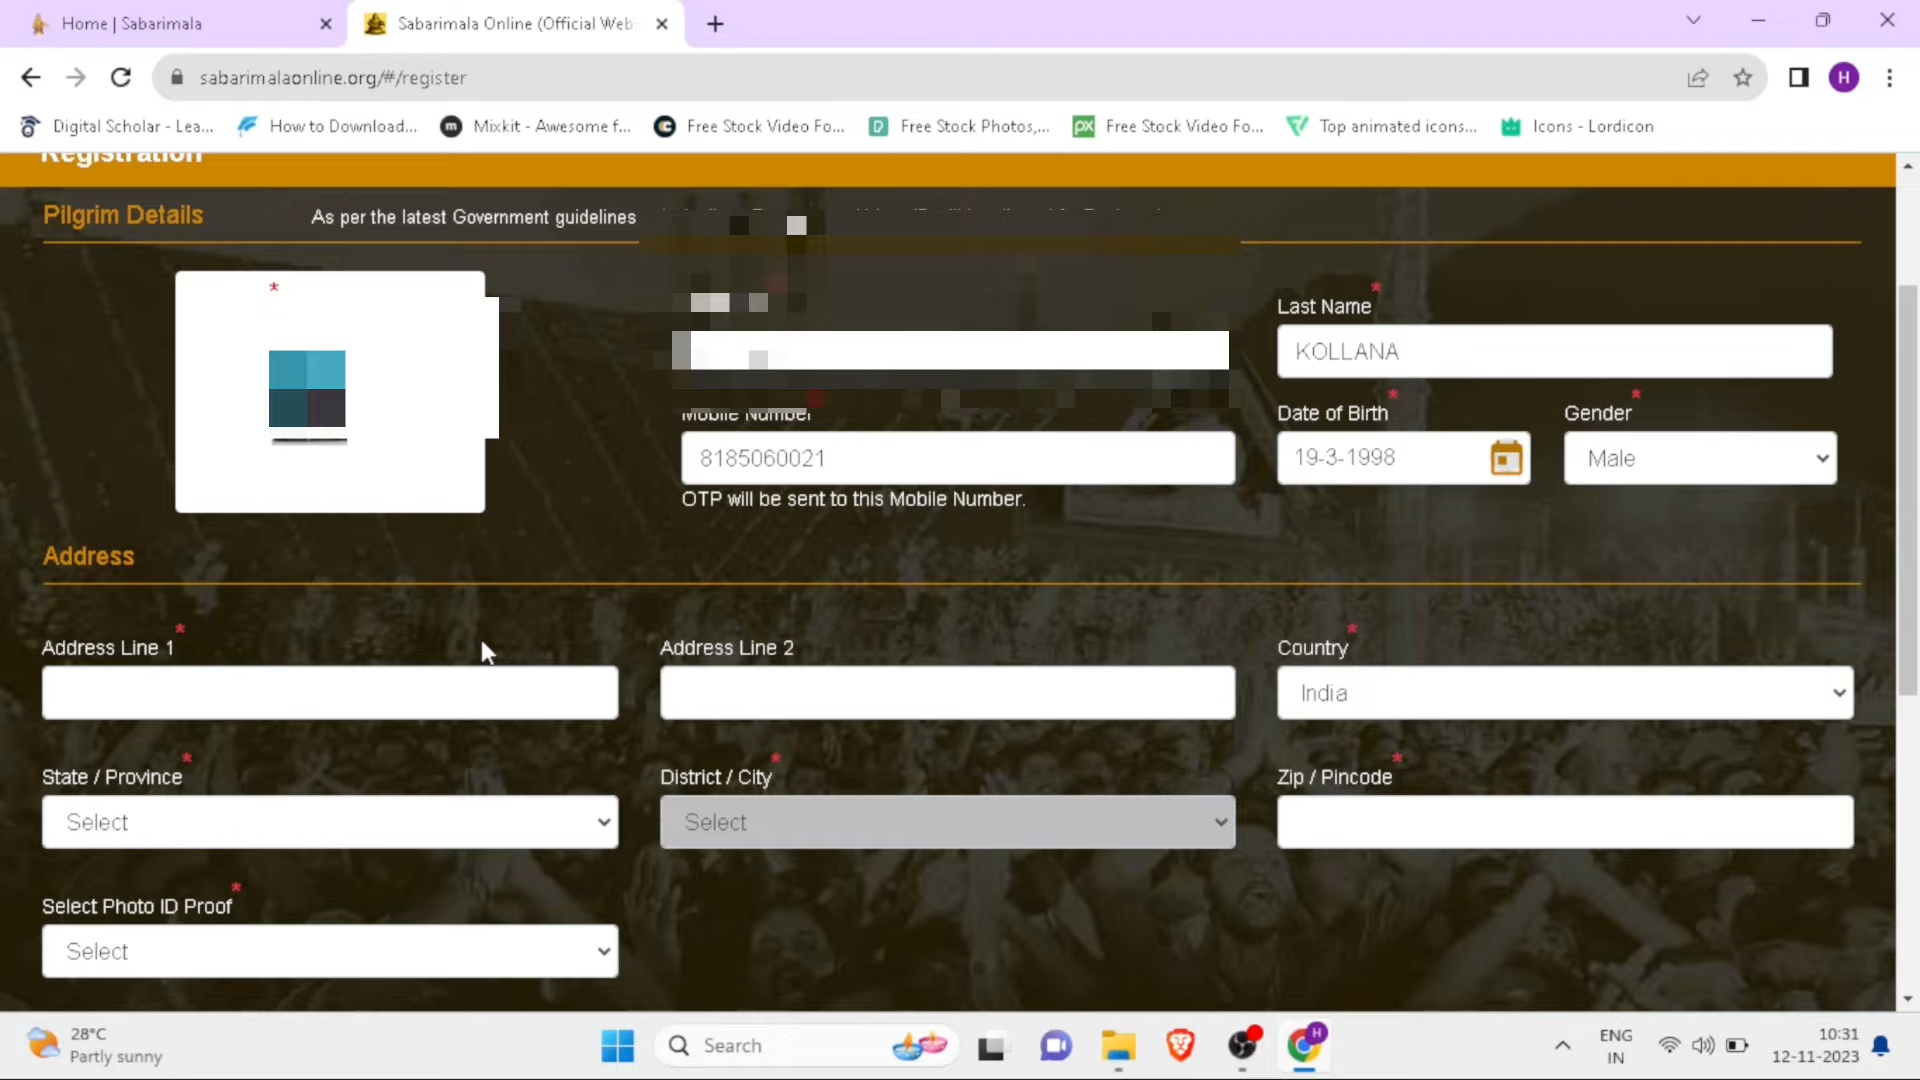 Home | Sabarimala
Sabarimala Online (Official Web
sabarimalaonline.org/#/register
H
Digital Scholar - Lea...
How to Download...
m
Mixkit - Awesome f...
Free Stock Video Fo...
Free Stock Photos,...
px
Free Stock Video Fo...
Top animated icons...
Icons - Lordicon
Registration
Pilgrim Details
As per the latest Government guidelines
*
Last Name *
KOLLANA
Mobile Number
8185060021
OTP will be sent to this Mobile Number.
Date of Birth *
19-3-1998
Gender *
Male
Address
Address Line 1 *
Address Line 2
Country *
India
State / Province *
Select
District / City *
Select
Zip / Pincode *
Select Photo ID Proof *
Select
28°C
Partly sunny
Search
H
ENG
IN
10:31
12-11-2023